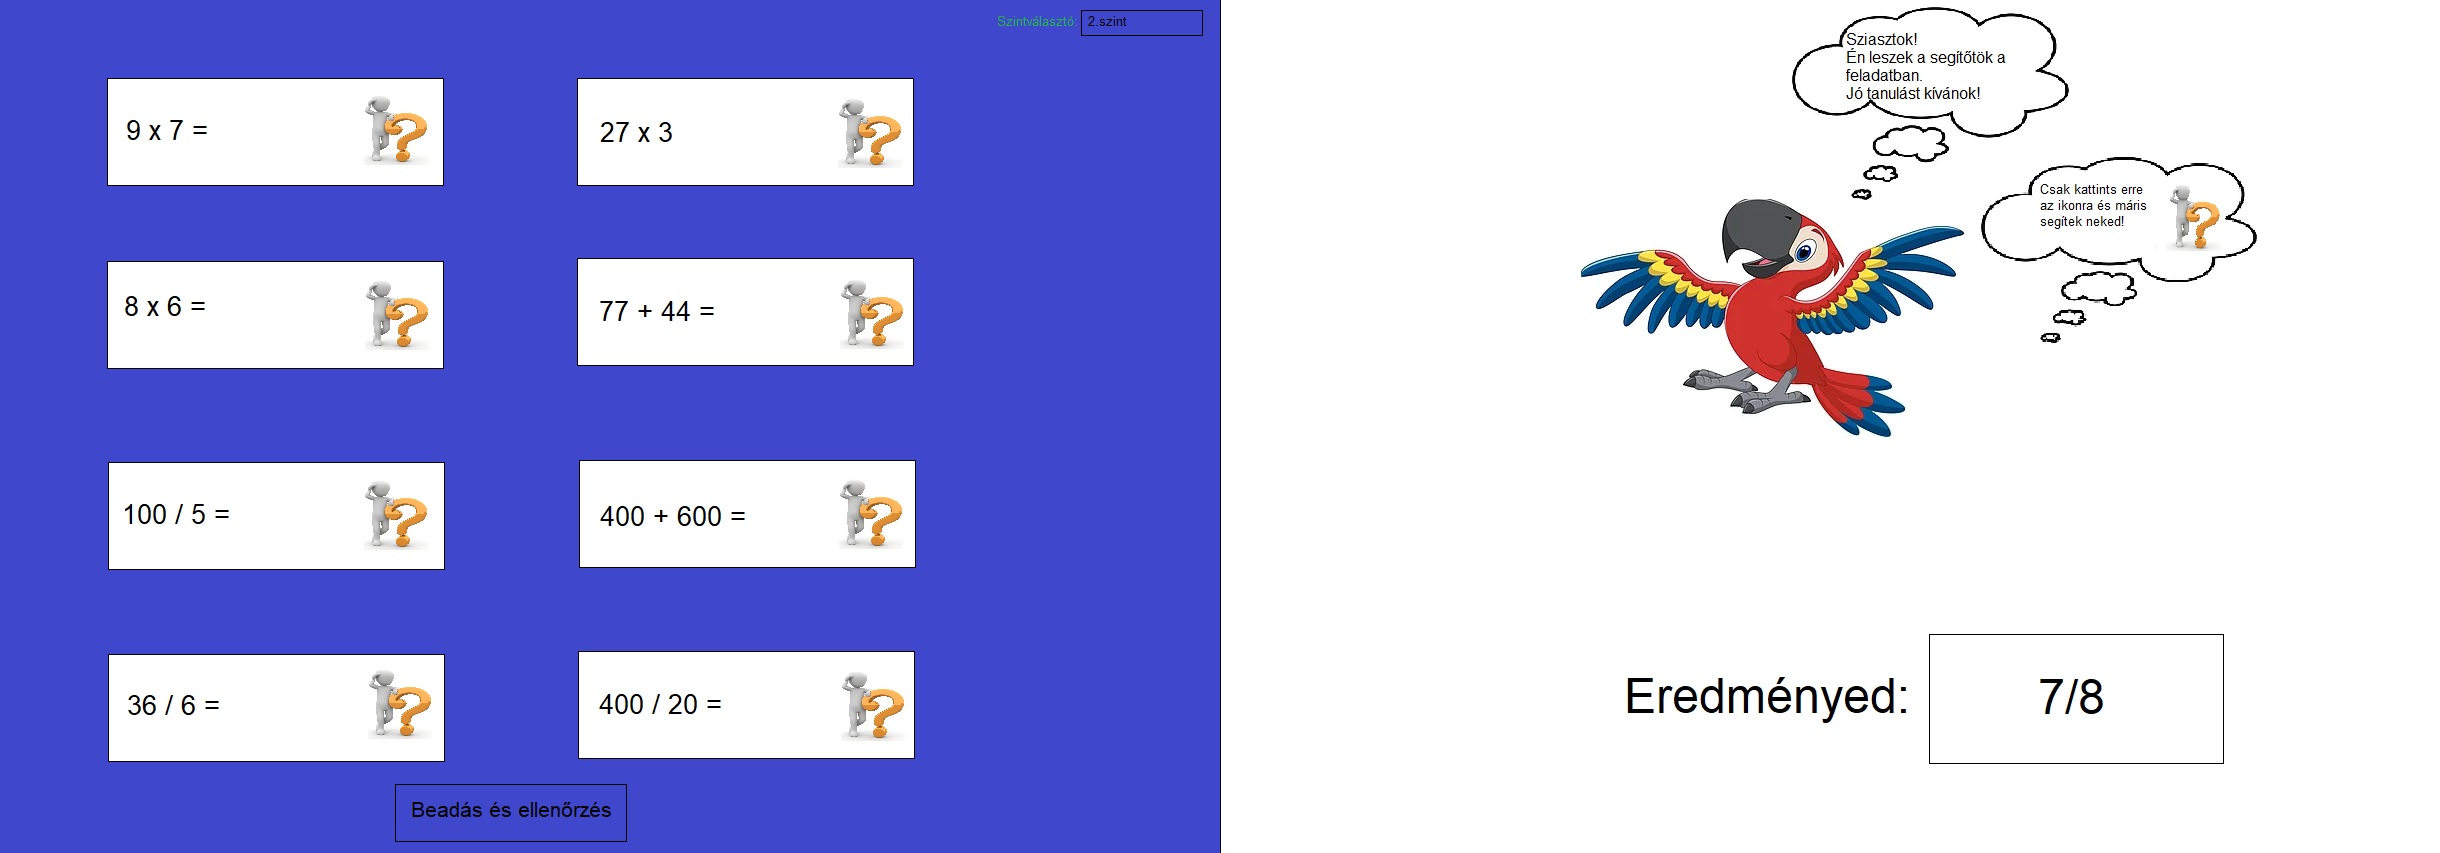 Szintválasztó: 2.szint
9 x 7 =
27 x 3
8 x 6 =
77 + 44 =
100 / 5 =
400 + 600 =
36 / 6 =
400 / 20 =
Beadás és ellenőrzés
Sziasztok!
Én leszek a segítőtök a
feladatban.
Jó tanulást kívánok!
Csak kattints erre
az ikonra és máris
segítek neked!
Eredményed: 7/8